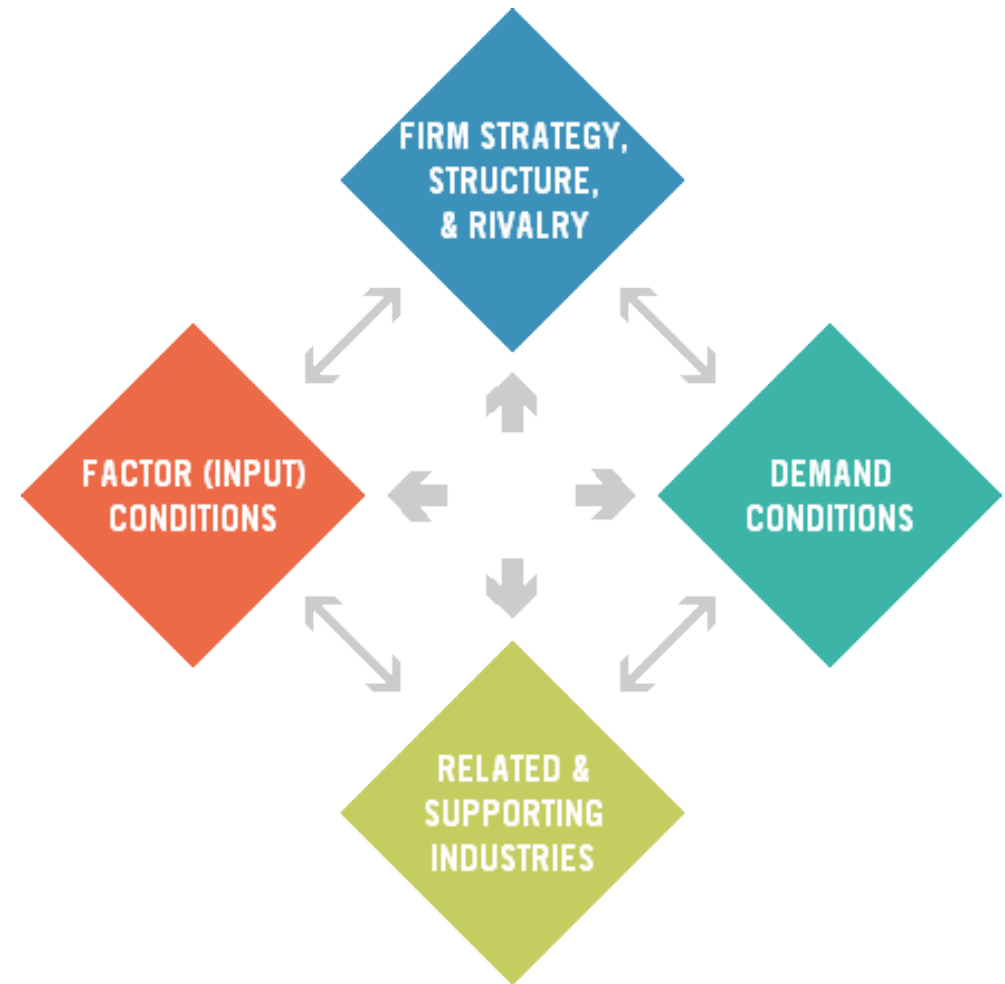 FIRM STRATEGY,
STRUCTURE,
& RIVALRY
FACTOR (INPUT)
CONDITIONS
DEMAND
CONDITIONS
RELATED &
SUPPORTING
INDUSTRIES